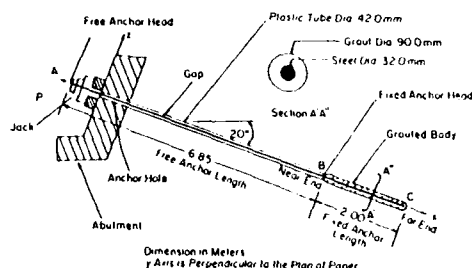 Free Anchor Head
Plastic Tube Dia. 42.0mm
Grout Dia 90.0mm
Steel Dia 32.0mm
z
A
Gap
P
Section A'A"
Fixed Anchor Head
Jack
20°
B
Grouted Body
A"
6.85
Free Anchor Length
Near End
C
x
Anchor Hole
A'
Far End
2.00
Fixed Anchor
Length
Abutment
Dimension in Meters
y Axis is Perpendicular to the Plan of Paper